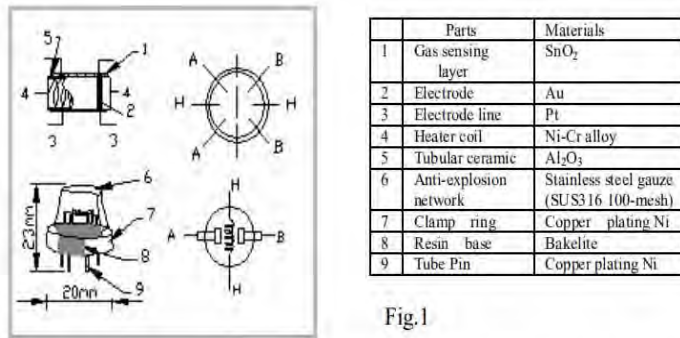 5
1
A
B
4
4
H
H
2
3
3
A
B
6
H
7
23mm
A
B
8
H
9
20mm
Parts Materials
1 Gas sensing layer SnO₂
2 Electrode Au
3 Electrode line Pt
4 Heater coil Ni-Cr alloy
5 Tubular ceramic Al₂O₃
6 Anti-explosion network Stainless steel gauze (SUS316 100-mesh)
7 Clamp ring Copper plating Ni
8 Resin base Bakelite
9 Tube Pin Copper plating Ni
Fig.1